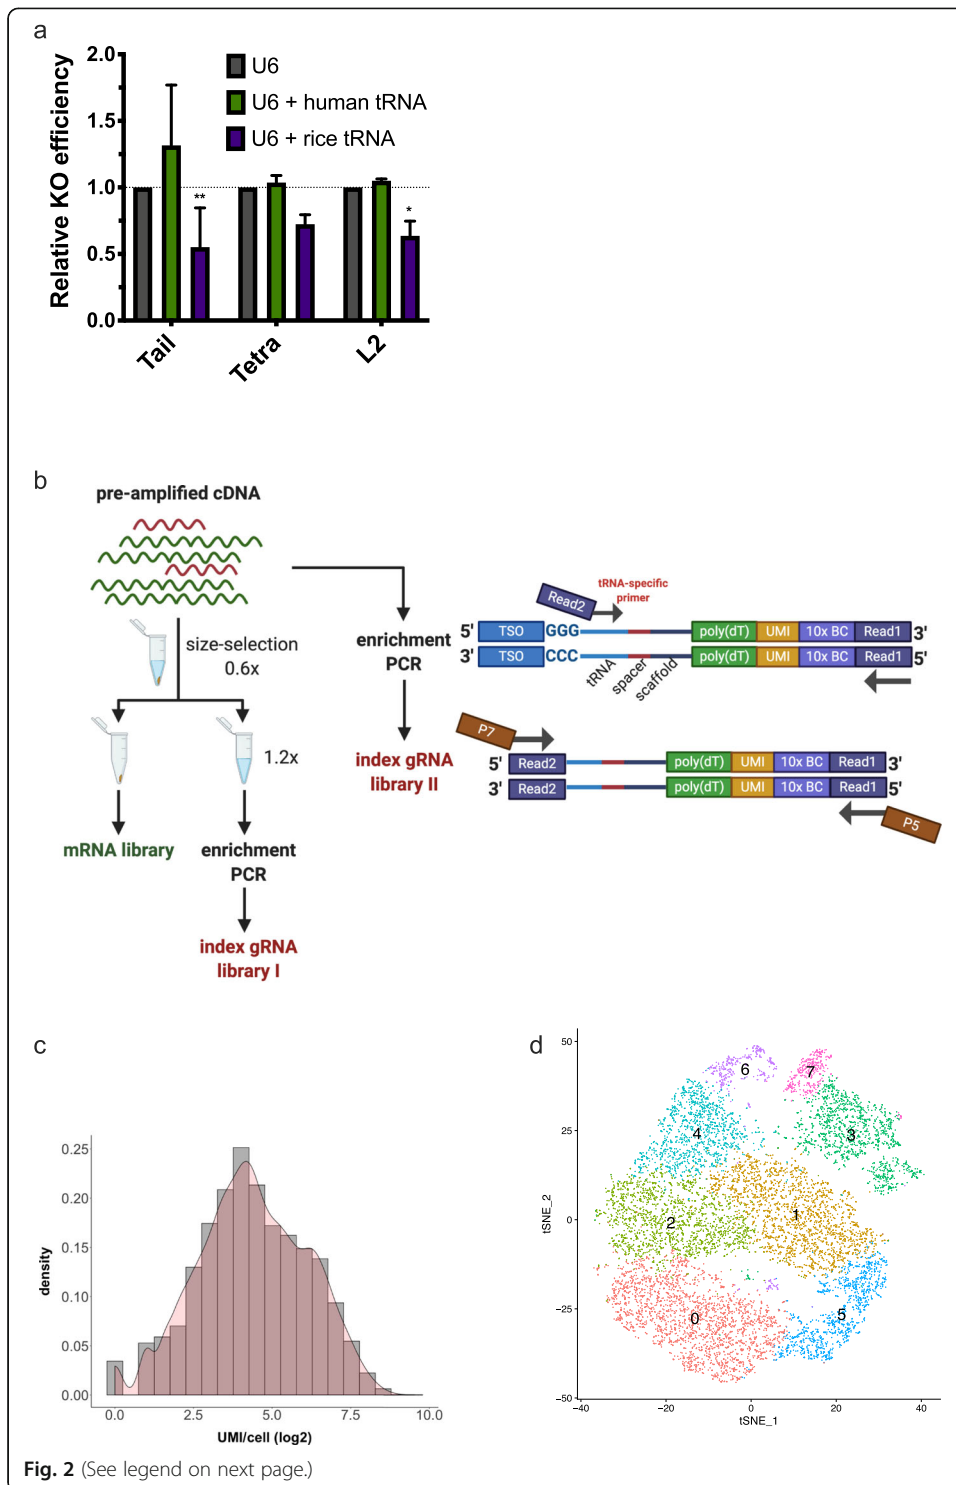 a
Relative KO efficiency
2.0
1.5
1.0
0.5
0.0
U6
U6 + human tRNA
U6 + rice tRNA
**
*
Tail
Tetra
L2
b
pre-amplified cDNA
size-selection
0.6x
1.2x
mRNA library
enrichment
PCR
index gRNA
library I
enrichment
PCR
index gRNA
library II
tRNA-specific
primer
Read2
5' TSO GGG poly(dT) UMI 10x BC Read1 3'
3' TSO CCC poly(dT) UMI 10x BC Read1 5'
tRNA
spacer
scaffold
P7
5' Read2 poly(dT) UMI 10x BC Read1 3'
3' Read2 poly(dT) UMI 10x BC Read1 5'
P5
c
density
0.25
0.20
0.15
0.10
0.05
0.00
0.0 2.5 5.0 7.5 10.0
UMI/cell (log2)
d
tSNE_2
50
25
0
−25
−50
6
7
4
3
2
1
0
5
−40 −20 0 20 40
tSNE_1
Fig. 2 (See legend on next page.)